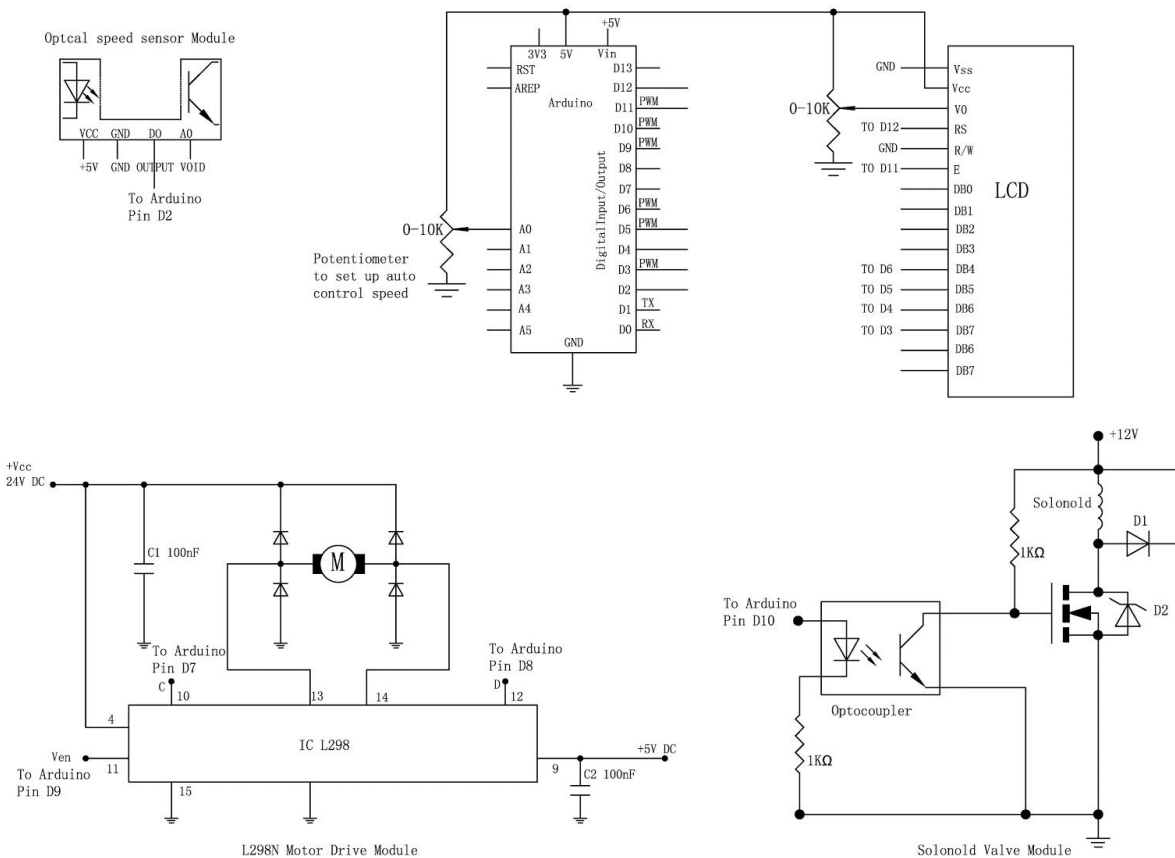 Optcal speed sensor Module
VCC GND DO AO
+5V GND OUTPUT VOID
To Arduino
Pin D2
+5V
3V3 5V Vin
RST
AREP
Arduino
A0
A1
A2
A3
A4
A5
GND
DigitalInput/Output
D13
D12
D11 PWM
D10 PWM
D9 PWM
D8
D7
D6 PWM
D5 PWM
D4
D3 PWM
D2
D1 TX
D0 RX
0-10K
Potentiometer
to set up auto
control speed
0-10K
GND Vss
Vcc
V0
TO D12 RS
GND R/W
TO D11 E
DB0
DB1
DB2
DB3
TO D6 DB4
TO D5 DB5
TO D4 DB6
TO D3 DB7
DB6
DB7
LCD
+Vcc
24V DC
C1 100nF
M
To Arduino
Pin D7
C
10
13
14
To Arduino
Pin D8
D
12
4
IC L298
Ven
11
To Arduino
Pin D9
15
9
+5V DC
C2 100nF
L298N Motor Drive Module
+12V
Solonold
D1
1KΩ
D2
To Arduino
Pin D10
Optocoupler
1KΩ
Solonold Valve Module